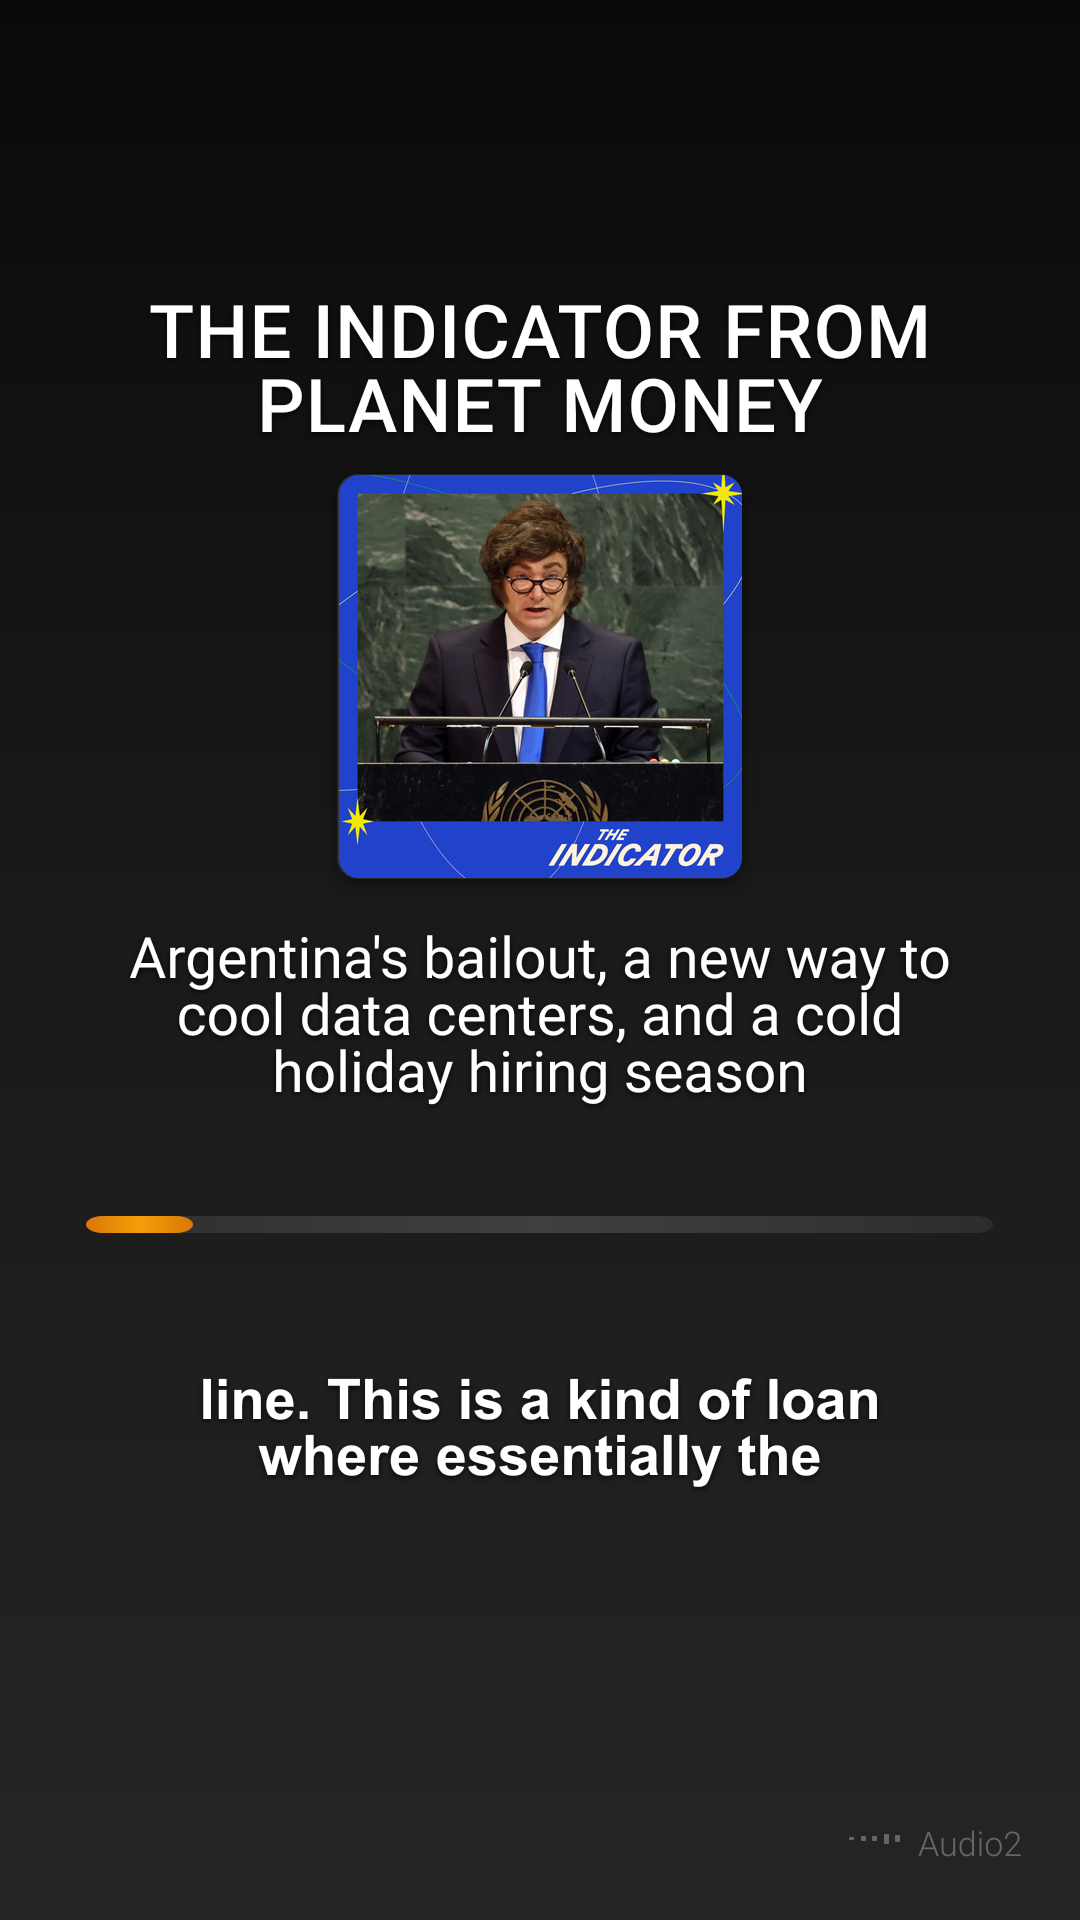 THE INDICATOR FROM
PLANET MONEY
THE
INDICATOR
Argentina's bailout, a new way to
cool data centers, and a cold
holiday hiring season
line. This is a kind of loan
where essentially the
Audio2